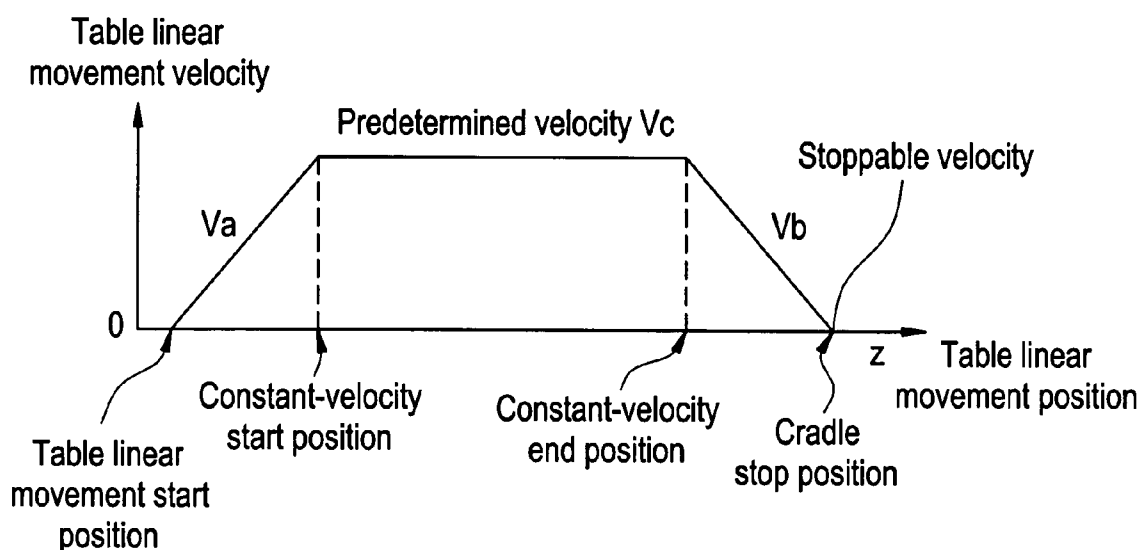 Table linear
movement velocity
Predetermined velocity Vc
Stoppable velocity
Va
Vb
0
z
Table linear
movement position
Constant-velocity
start position
Constant-velocity
end position
Cradle
stop position
Table linear
movement start
position